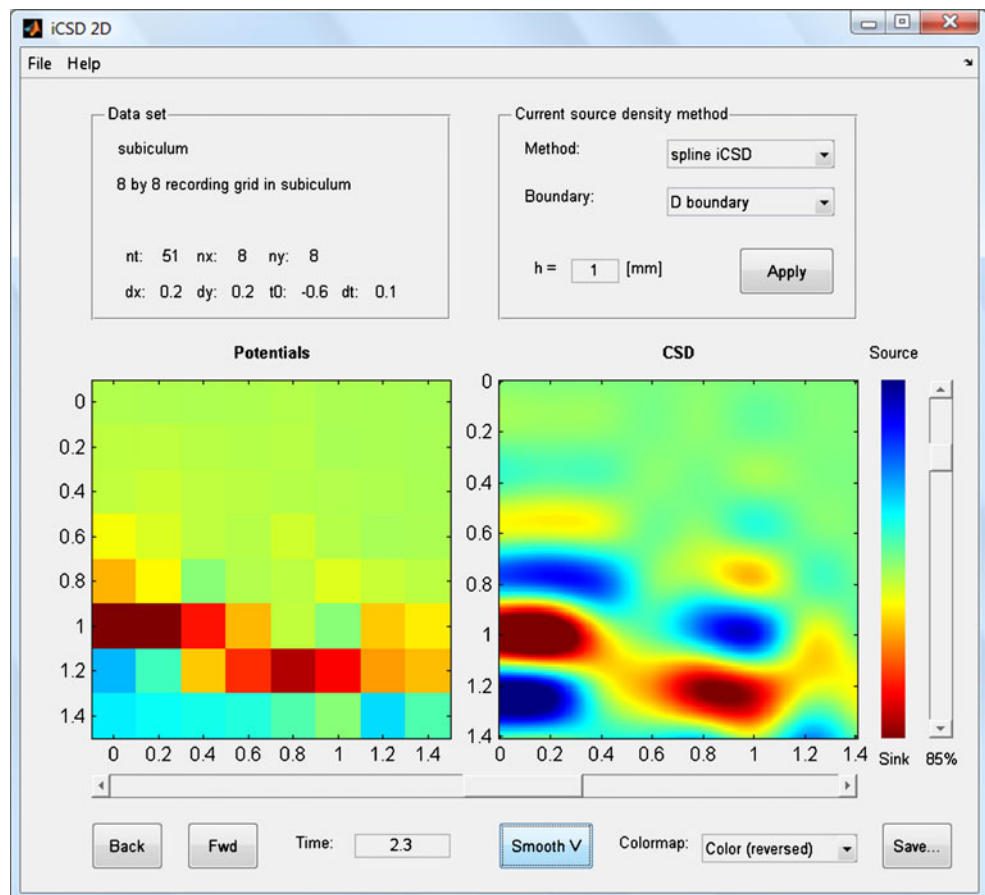 iCSD 2D
File Help
Data set
subiculum
8 by 8 recording grid in subiculum
nt: 51 nx: 8 ny: 8
dx: 0.2 dy: 0.2 t0: -0.6 dt: 0.1
Current source density method
Method: spline iCSD
Boundary: D boundary
h = 1 [mm]
Apply
Potentials
0
0.2
0.4
0.6
0.8
1
1.2
1.4
0 0.2 0.4 0.6 0.8 1 1.2 1.4
CSD
0
0.2
0.4
0.6
0.8
1
1.2
1.4
0 0.2 0.4 0.6 0.8 1 1.2 1.4
Source
Sink 85%
Back Fwd Time: 2.3 Smooth V Colormap: Color (reversed) Save...